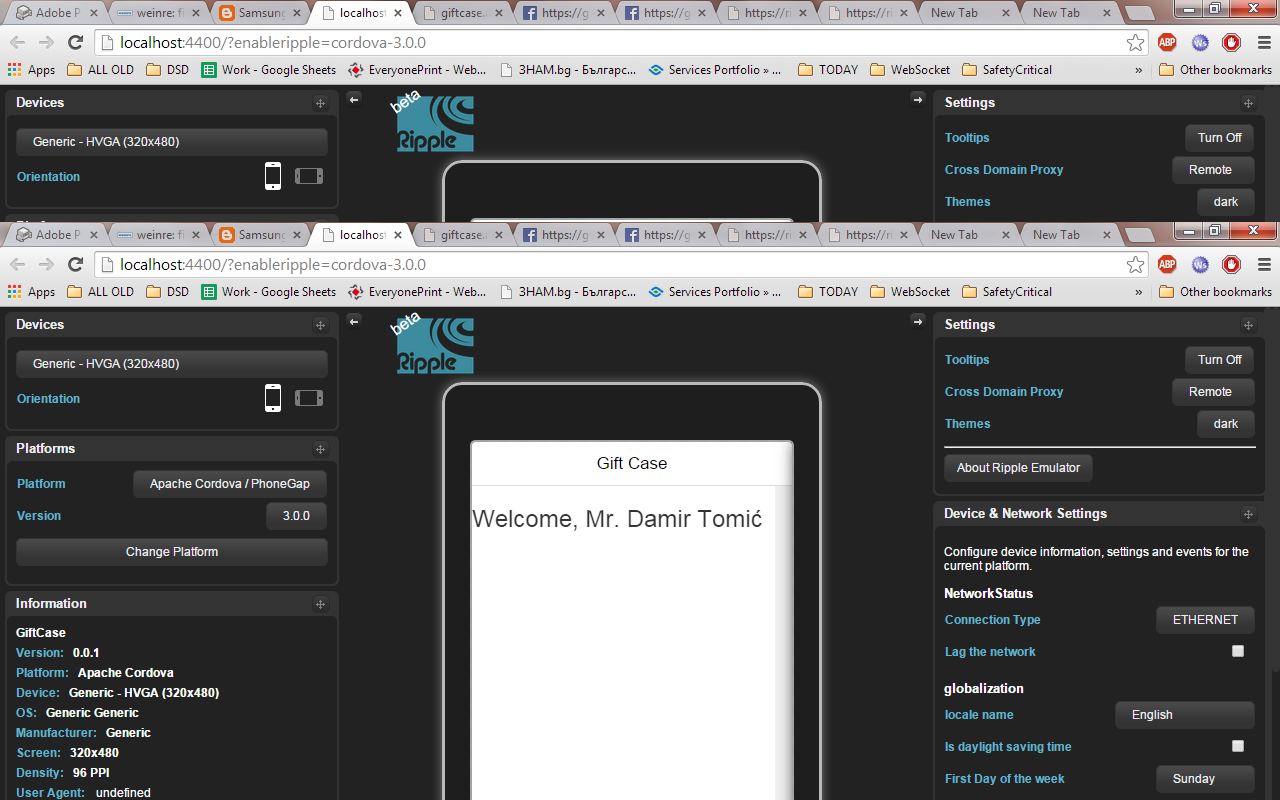 Adobe P weinre: fi Samsung localhost giftcase. https://g https://g https://ri https://ri New Tab New Tab
localhost:4400/?enableripple=cordova-3.0.0 ABP Ws
Apps ALL OLD DSD Work - Google Sheets EveryonePrint - Web... ЗНАМ.bg - Българс... Services Portfolio » ... TODAY WebSocket SafetyCritical » Other bookmarks
Devices
Generic - HVGA (320x480)
Orientation
beta
Ripple
Settings
Tooltips Turn Off
Cross Domain Proxy Remote
Themes dark
Adobe P weinre: fi Samsung localhost giftcase. https://g https://g https://ri https://ri New Tab New Tab
localhost:4400/?enableripple=cordova-3.0.0 ABP Ws
Apps ALL OLD DSD Work - Google Sheets EveryonePrint - Web... ЗНАМ.bg - Българс... Services Portfolio » ... TODAY WebSocket SafetyCritical » Other bookmarks
Devices
Generic - HVGA (320x480)
Orientation
Platforms
Platform Apache Cordova / PhoneGap
Version 3.0.0
Change Platform
Information
GiftCase
Version: 0.0.1
Platform: Apache Cordova
Device: Generic - HVGA (320x480)
OS: Generic Generic
Manufacturer: Generic
Screen: 320x480
Density: 96 PPI
User Agent: undefined
beta
Ripple
Gift Case
Welcome, Mr. Damir Tomić
Settings
Tooltips Turn Off
Cross Domain Proxy Remote
Themes dark
About Ripple Emulator
Device & Network Settings
Configure device information, settings and events for the
current platform.
NetworkStatus
Connection Type ETHERNET
Lag the network
globalization
locale name English
Is daylight saving time
First Day of the week Sunday